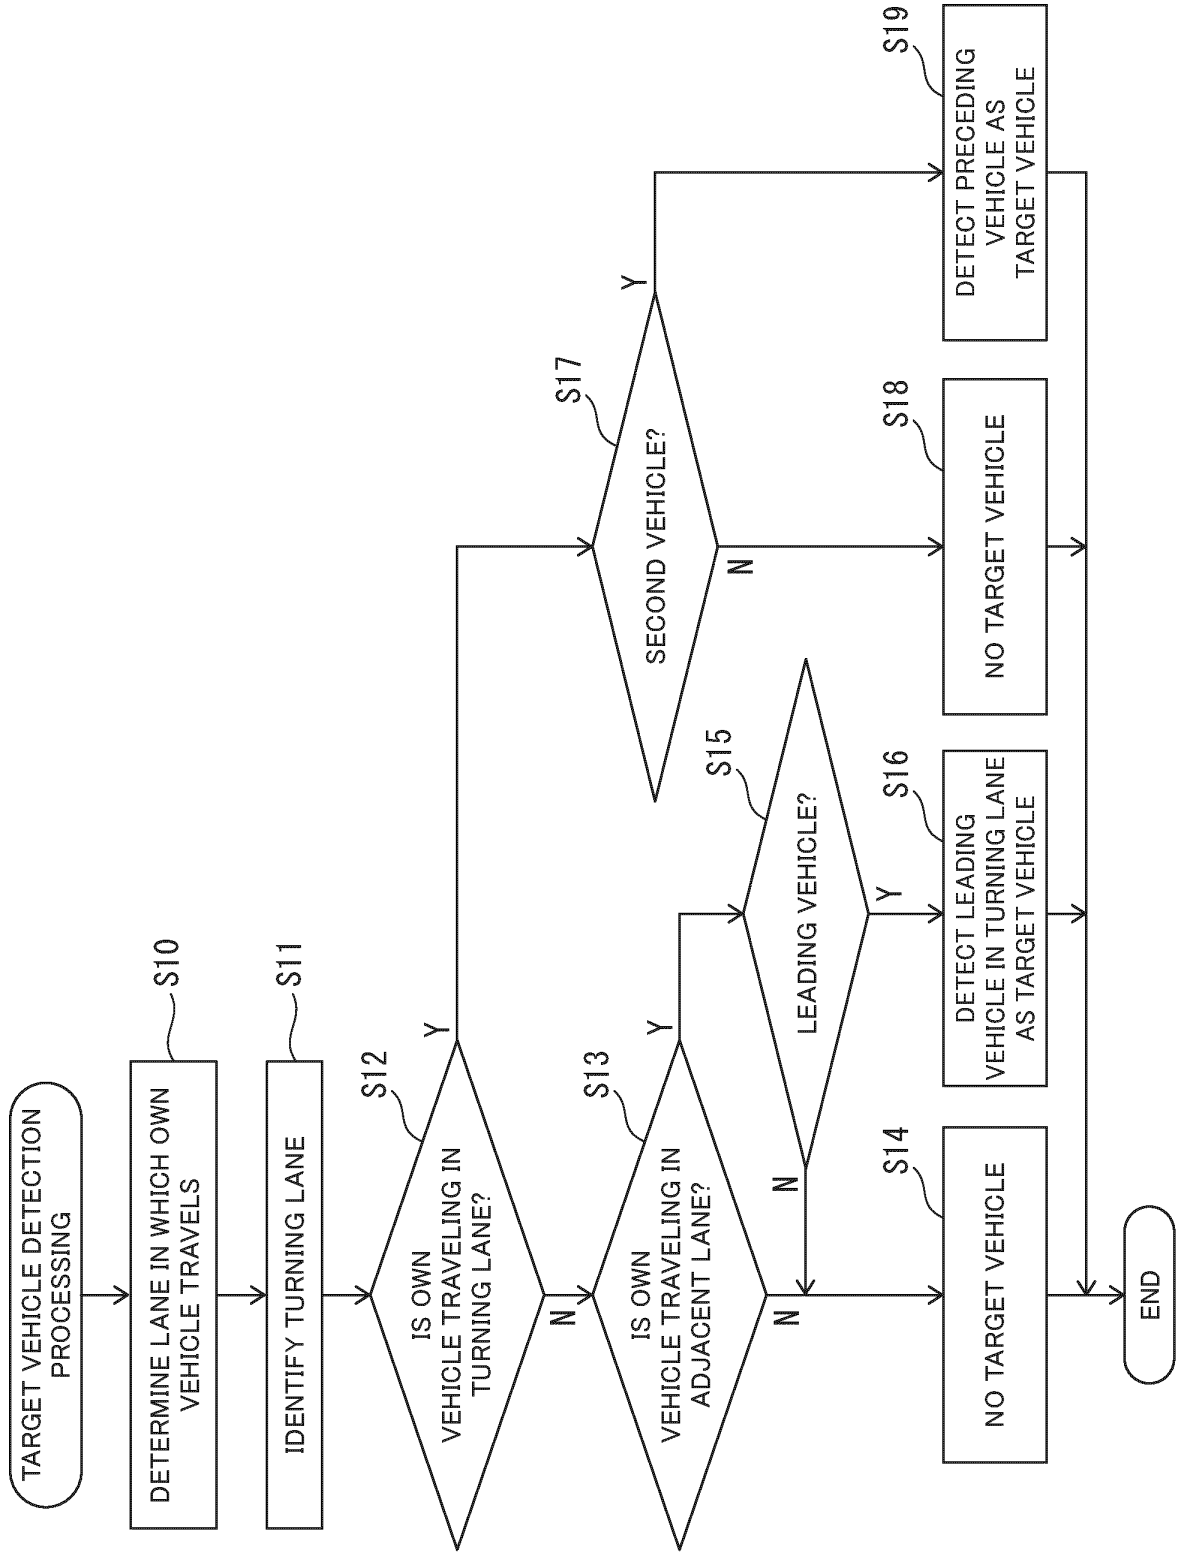 TARGET VEHICLE DETECTION
PROCESSING
S10
DETERMINE LANE IN WHICH OWN
VEHICLE TRAVELS
S11
IDENTIFY TURNING LANE
S12
IS OWN
VEHICLE TRAVELING IN
TURNING LANE?
Y
N
S13
IS OWN
VEHICLE TRAVELING IN
ADJACENT LANE?
Y
N
S17
SECOND VEHICLE?
Y
N
S15
LEADING VEHICLE?
N
Y
S14
NO TARGET VEHICLE
S16
DETECT LEADING
VEHICLE IN TURNING LANE
AS TARGET VEHICLE
S18
NO TARGET VEHICLE
S19
DETECT PRECEDING
VEHICLE AS
TARGET VEHICLE
END